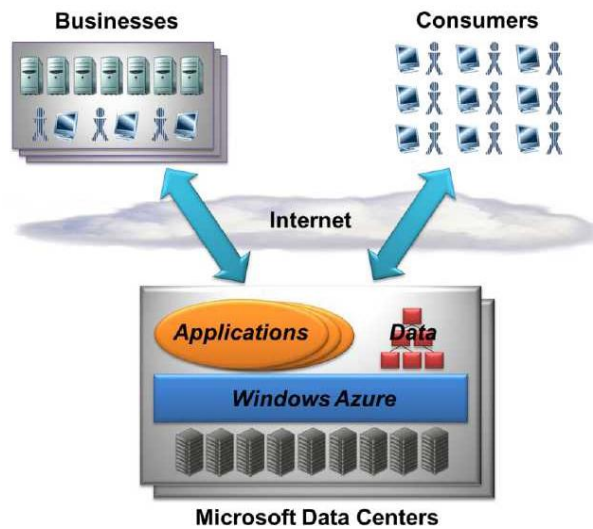 Businesses
Consumers
Internet
Applications
Data
Windows Azure
Microsoft Data Centers